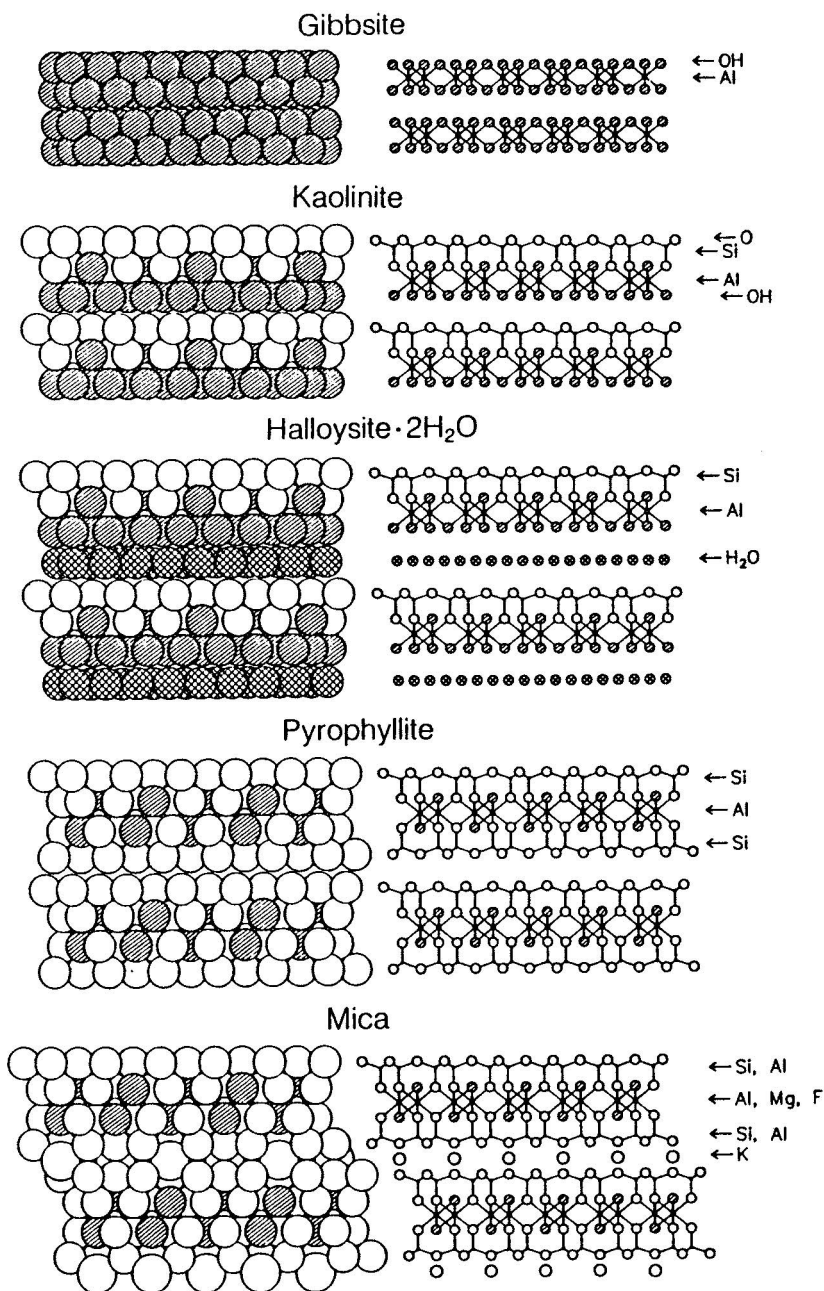 Gibbsite
←OH
←Al
Kaolinite
←O
←Si
←Al
←OH
Halloysite·2H₂O
←Si
←Al
←H₂O
Pyrophyllite
←Si
←Al
←Si
Mica
←Si, Al
←Al, Mg, F
←Si, Al
←K